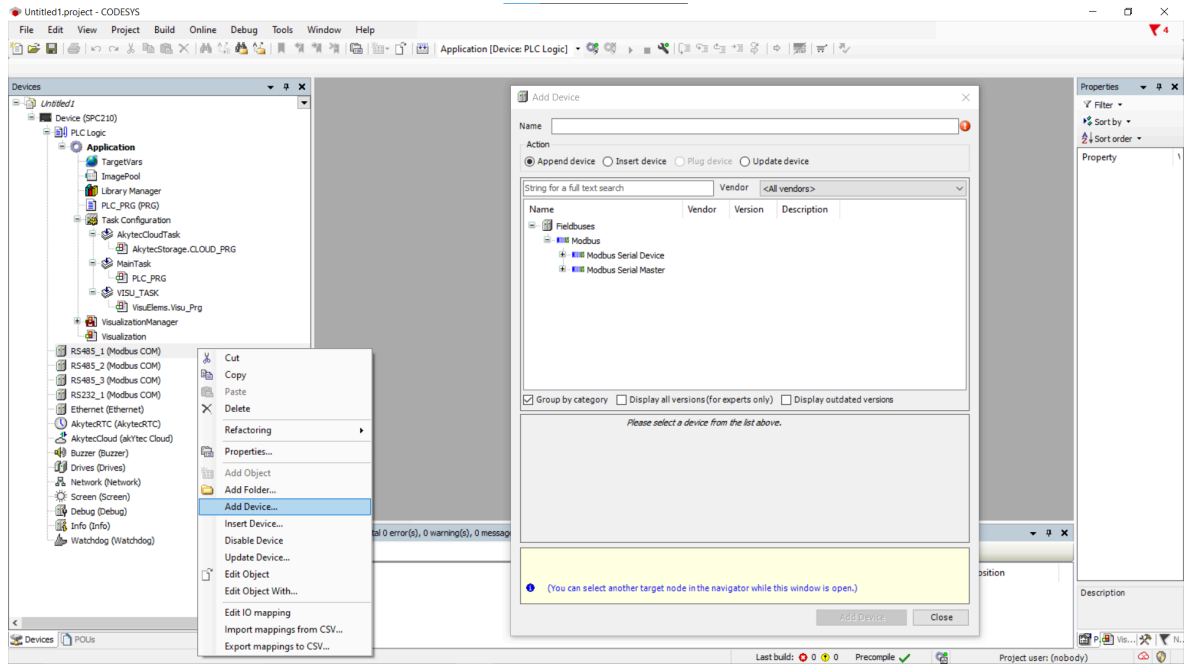 Untitled1.project - CODESYS
File Edit View Project Build Online Debug Tools Window Help
4
Application [Device: PLC Logic]
Devices
Untitled1
Device (SPC210)
PLC Logic
Application
TargetVars
ImagePool
Library Manager
PLC_PRG (PRG)
Task Configuration
AkytecCloudTask
AkytecStorage.CLOUD_PRG
MainTask
PLC_PRG
VISU_TASK
VisuElems.Visu_Prg
VisualizationManager
Visualization
RS485_1 (Modbus COM)
RS485_2 (Modbus COM)
RS485_3 (Modbus COM)
RS232_1 (Modbus COM)
Ethernet (Ethernet)
AkytecRTC (AkytecRTC)
AkytecCloud (akYtec Cloud)
Buzzer (Buzzer)
Drives (Drives)
Network (Network)
Screen (Screen)
Debug (Debug)
Info (Info)
Watchdog (Watchdog)
Devices POUs
Cut
Copy
Paste
Delete
Refactoring
Properties...
Add Object
Add Folder...
Add Device...
Insert Device...
Disable Device
Update Device...
Edit Object
Edit Object With...
Edit IO mapping
Import mappings from CSV...
Export mappings to CSV...
Add Device
Name
Action
Append device Insert device Plug device Update device
String for a full text search Vendor <All vendors>
Name Vendor Version Description
Fieldbuses
Modbus
Modbus Serial Device
Modbus Serial Master
Group by category Display all versions (for experts only) Display outdated versions
Please select a device from the list above.
(You can select another target node in the navigator while this window is open.)
Add Device Close
tal 0 error(s), 0 warning(s), 0 messag
osition
Properties
Filter
Sort by
Sort order
Property
Description
P... Vis... N...
Last build: 0 0 Precompile Project user: (nobody)